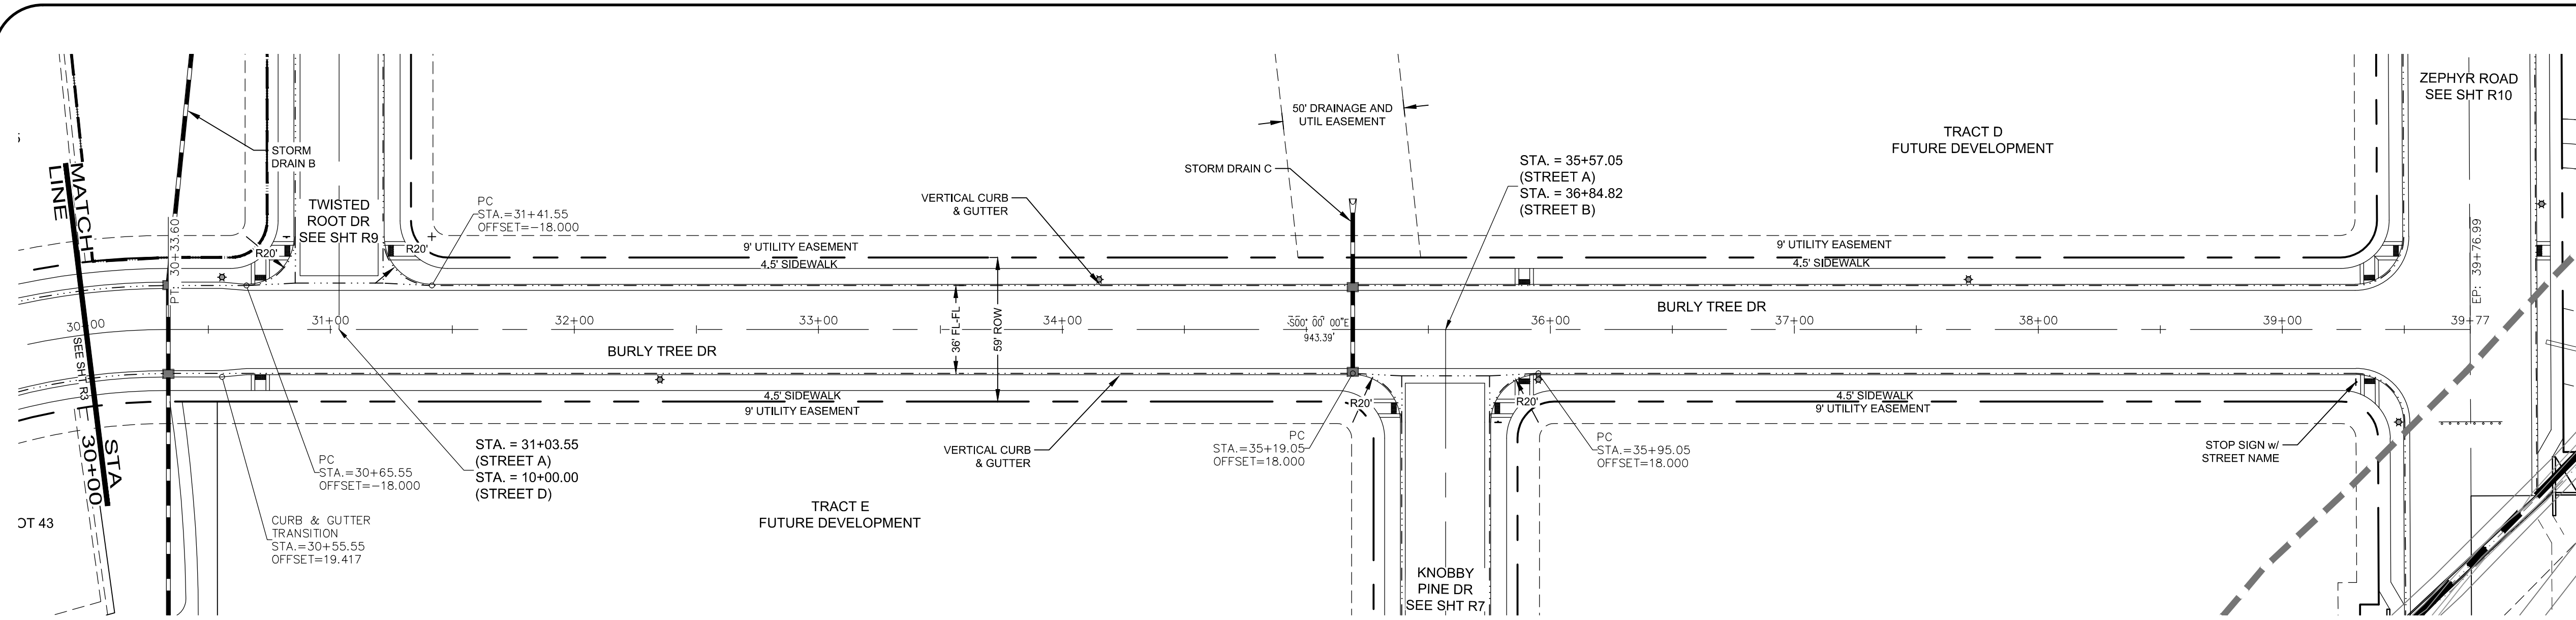 ZEPHYR ROAD
SEE SHT R10
50' DRAINAGE AND
UTIL EASEMENT
TRACT D
FUTURE DEVELOPMENT
STORM
DRAIN B
MATCH
LINE
STORM DRAIN C
STA. = 35+57.05
(STREET A)
STA. = 36+84.82
(STREET B)
VERTICAL CURB
& GUTTER
TWISTED
ROOT DR
SEE SHT R9
PC
STA.=31+41.55
OFFSET=-18.000
PT: 30+33.60
R20'
R20'
9' UTILITY EASEMENT
4.5' SIDEWALK
9' UTILITY EASEMENT
4.5' SIDEWALK
EP: 39+76.99
BURLY TREE DR
30+00
31+00
32+00
33+00
34+00
36+00
37+00
38+00
39+00
39+77
S00° 00' 00"E
943.39'
36' FL-FL
59' ROW
SEE SHT R3
BURLY TREE DR
4.5' SIDEWALK
9' UTILITY EASEMENT
R20'
R20'
4.5' SIDEWALK
9' UTILITY EASEMENT
STA
30+00
PC
STA.=30+65.55
OFFSET=-18.000
STA. = 31+03.55
(STREET A)
STA. = 10+00.00
(STREET D)
VERTICAL CURB
& GUTTER
PC
STA.=35+19.05
OFFSET=18.000
PC
STA.=35+95.05
OFFSET=18.000
STOP SIGN w/
STREET NAME
OT 43
CURB & GUTTER
TRANSITION
STA.=30+55.55
OFFSET=19.417
TRACT E
FUTURE DEVELOPMENT
KNOBBY
PINE DR
SEE SHT R7